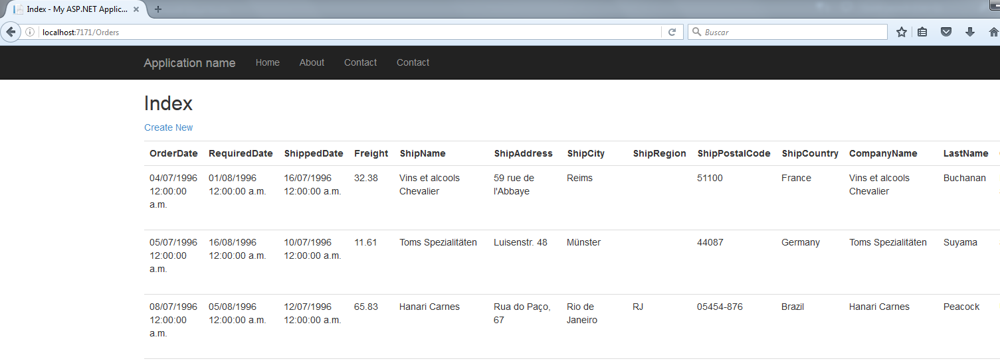 Index - My ASP.NET Applic...
localhost:7171/Orders
Buscar
Application name Home About Contact Contact
Index
Create New
OrderDate RequiredDate ShippedDate Freight ShipName ShipAddress ShipCity ShipRegion ShipPostalCode ShipCountry CompanyName LastName
04/07/1996 01/08/1996 16/07/1996 32.38 Vins et alcools 59 rue de Reims 51100 France Vins et alcools Buchanan
12:00:00 12:00:00 a.m. 12:00:00 a.m. Chevalier l'Abbaye Chevalier
a.m.
05/07/1996 16/08/1996 10/07/1996 11.61 Toms Spezialitäten Luisenstr. 48 Münster 44087 Germany Toms Spezialitäten Suyama
12:00:00 12:00:00 a.m. 12:00:00 a.m.
a.m.
08/07/1996 05/08/1996 12/07/1996 65.83 Hanari Carnes Rua do Paço, Rio de RJ 05454-876 Brazil Hanari Carnes Peacock
12:00:00 12:00:00 a.m. 12:00:00 a.m. 67 Janeiro
a.m.